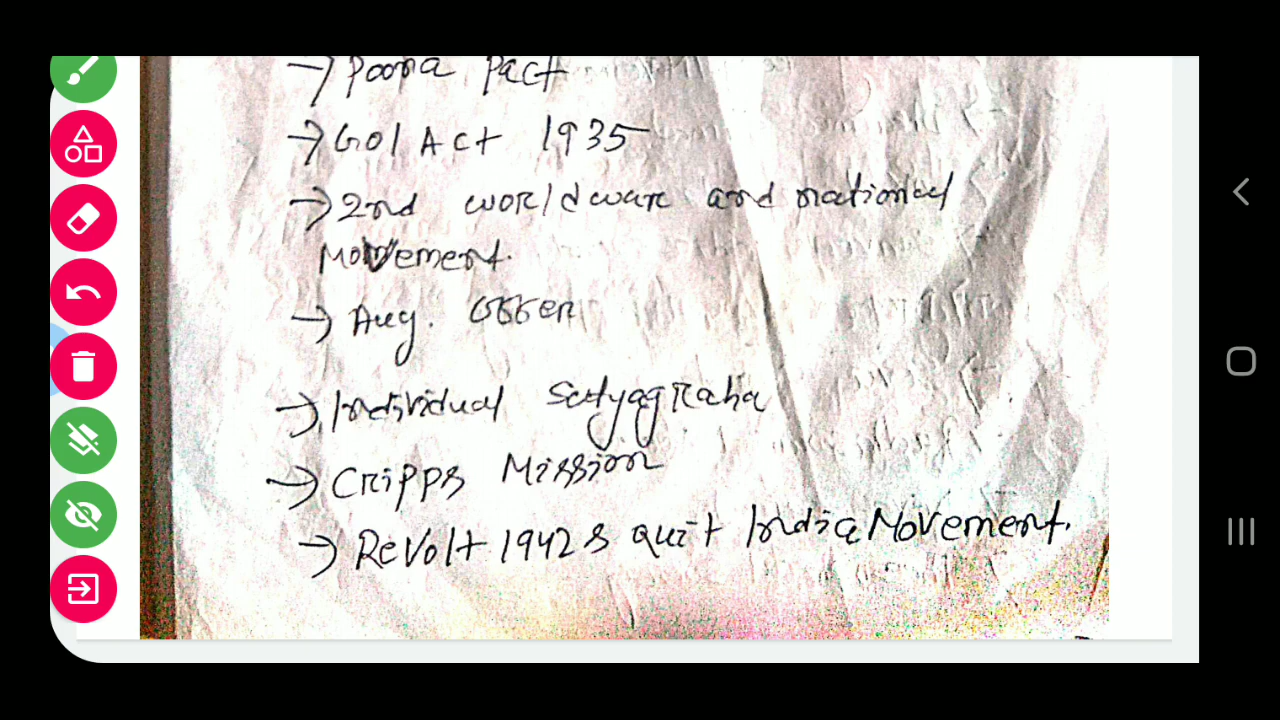 → Poona Pact
→ GOI Act 1935
→ 2nd world war and national
Movement.
→ Aug. Offer
→ Individual Satyagraha
→ Cripps Mission
→ Revolt 1942 & quit India Movement.